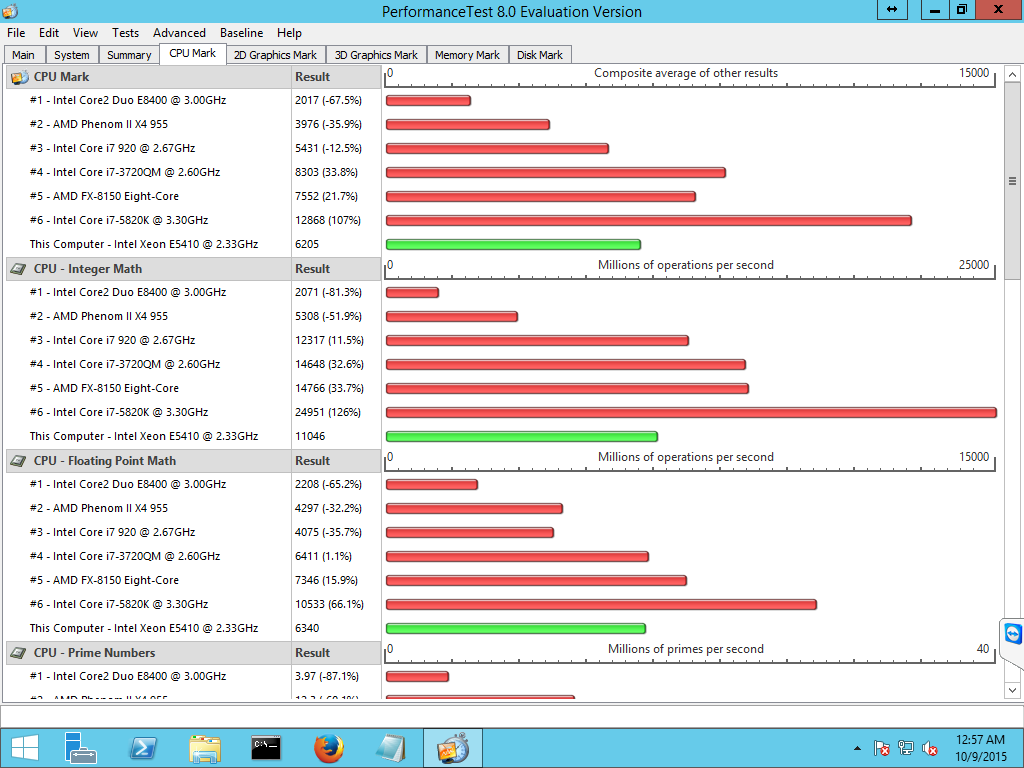 PerformanceTest 8.0 Evaluation Version
File Edit View Tests Advanced Baseline Help
Main System Summary CPU Mark 2D Graphics Mark 3D Graphics Mark Memory Mark Disk Mark
CPU Mark Result 0 Composite average of other results 15000
#1 - Intel Core2 Duo E8400 @ 3.00GHz 2017 (-67.5%)
#2 - AMD Phenom II X4 955 3976 (-35.9%)
#3 - Intel Core i7 920 @ 2.67GHz 5431 (-12.5%)
#4 - Intel Core i7-3720QM @ 2.60GHz 8303 (33.8%)
#5 - AMD FX-8150 Eight-Core 7552 (21.7%)
#6 - Intel Core i7-5820K @ 3.30GHz 12868 (107%)
This Computer - Intel Xeon E5410 @ 2.33GHz 6205
CPU - Integer Math Result 0 Millions of operations per second 25000
#1 - Intel Core2 Duo E8400 @ 3.00GHz 2071 (-81.3%)
#2 - AMD Phenom II X4 955 5308 (-51.9%)
#3 - Intel Core i7 920 @ 2.67GHz 12317 (11.5%)
#4 - Intel Core i7-3720QM @ 2.60GHz 14648 (32.6%)
#5 - AMD FX-8150 Eight-Core 14766 (33.7%)
#6 - Intel Core i7-5820K @ 3.30GHz 24951 (126%)
This Computer - Intel Xeon E5410 @ 2.33GHz 11046
CPU - Floating Point Math Result 0 Millions of operations per second 15000
#1 - Intel Core2 Duo E8400 @ 3.00GHz 2208 (-65.2%)
#2 - AMD Phenom II X4 955 4297 (-32.2%)
#3 - Intel Core i7 920 @ 2.67GHz 4075 (-35.7%)
#4 - Intel Core i7-3720QM @ 2.60GHz 6411 (1.1%)
#5 - AMD FX-8150 Eight-Core 7346 (15.9%)
#6 - Intel Core i7-5820K @ 3.30GHz 10533 (66.1%)
This Computer - Intel Xeon E5410 @ 2.33GHz 6340
CPU - Prime Numbers Result 0 Millions of primes per second 40
#1 - Intel Core2 Duo E8400 @ 3.00GHz 3.97 (-87.1%)
#2 - AMD Phenom II X4 955
12:57 AM
10/9/2015